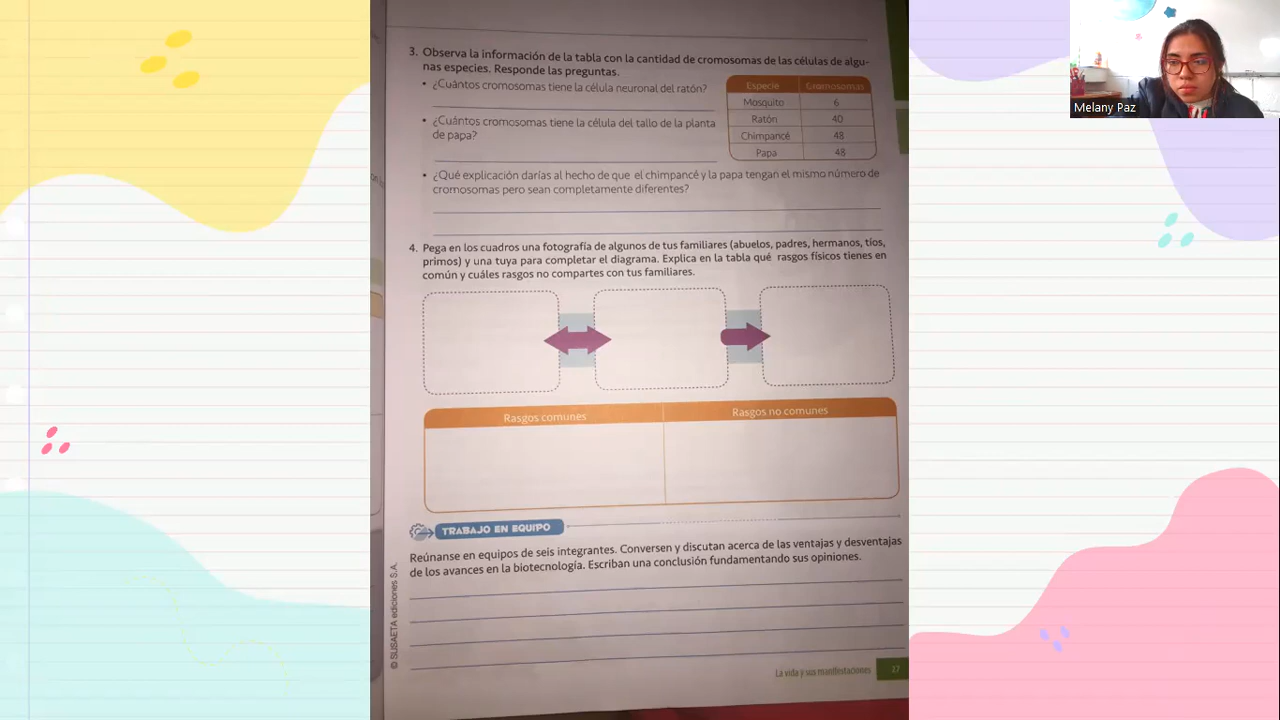 3. Observa la información de la tabla con la cantidad de cromosomas de las células de algu-
nas especies. Responde las preguntas.
• ¿Cuántos cromosomas tiene la célula neuronal del ratón?
• ¿Cuántos cromosomas tiene la célula del tallo de la planta
de papa?
Especie Cromosomas
Mosquito 6
Ratón 40
Chimpancé 48
Papa 48
• ¿Qué explicación darías al hecho de que el chimpancé y la papa tengan el mismo número de
cromosomas pero sean completamente diferentes?
4. Pega en los cuadros una fotografía de algunos de tus familiares (abuelos, padres, hermanos, tíos,
primos) y una tuya para completar el diagrama. Explica en la tabla qué rasgos físicos tienes en
común y cuáles rasgos no compartes con tus familiares.
Rasgos comunes Rasgos no comunes
TRABAJO EN EQUIPO
Reúnanse en equipos de seis integrantes. Conversen y discutan acerca de las ventajas y desventajas
de los avances en la biotecnología. Escriban una conclusión fundamentando sus opiniones.
© SUSAETA ediciones S.A.
La vida y sus manifestaciones 27
Melany Paz